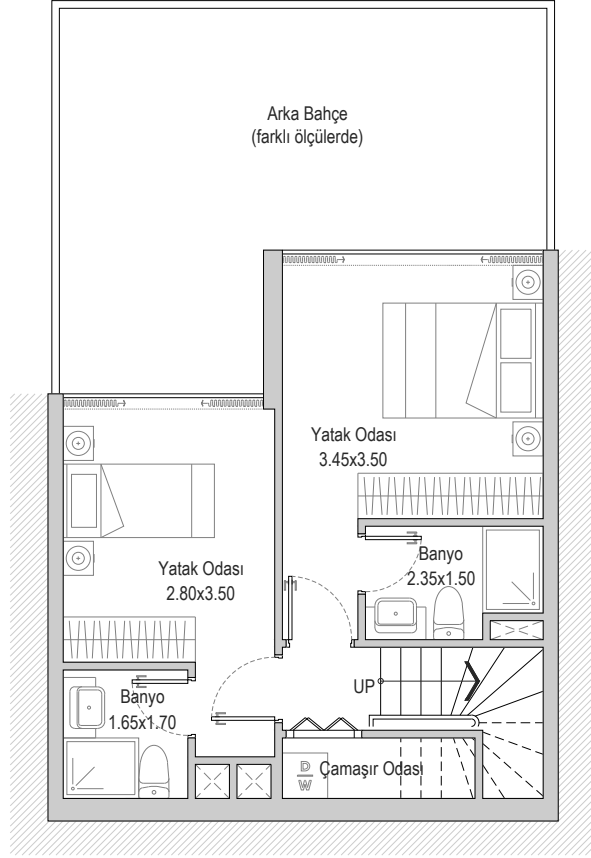 Arka Bahçe
(farklı ölçülerde)
Yatak Odası
3.45x3.50
Yatak Odası
2.80x3.50
Banyo
2.35x1.50
Banyo
1.65x1.70
UP
D
W
Çamaşır Odası